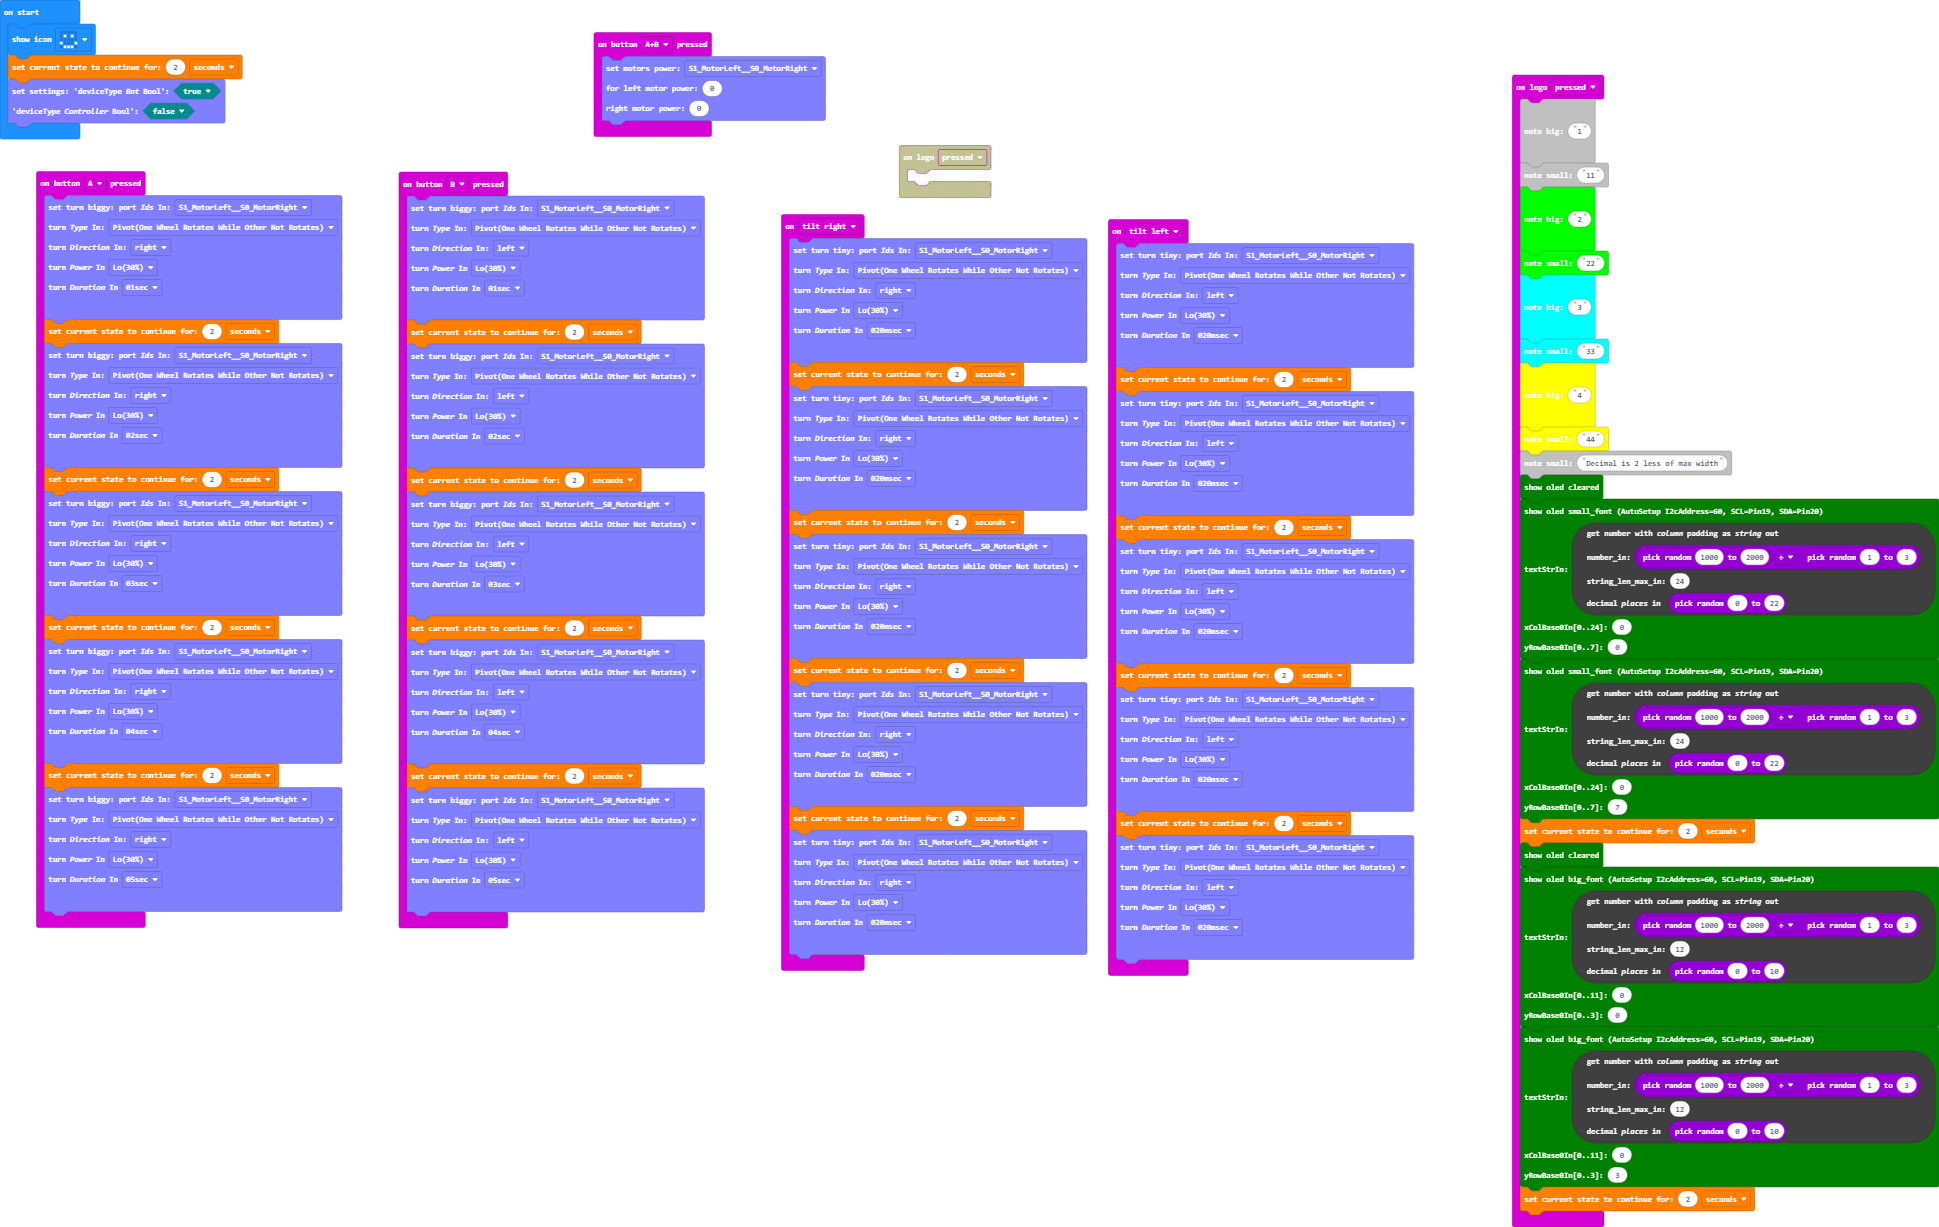 on start
show icon
set current state to continue for: 2 seconds
set settings: 'deviceType Bot Bool': true
'deviceType Controller Bool': false
on button A+B pressed
set motors power: S1_MotorLeft__S0_MotorRight
for left motor power: 0
right motor power: 0
on logo pressed
on button A pressed
set turn biggy: port Ids In: S1_MotorLeft__S0_MotorRight
turn Type In: Pivot(One Wheel Rotates While Other Not Rotates)
turn Direction In: right
turn Power In Lo(30%)
turn Duration In 01sec
set current state to continue for: 2 seconds
set turn biggy: port Ids In: S1_MotorLeft__S0_MotorRight
turn Type In: Pivot(One Wheel Rotates While Other Not Rotates)
turn Direction In: right
turn Power In Lo(30%)
turn Duration In 02sec
set current state to continue for: 2 seconds
set turn biggy: port Ids In: S1_MotorLeft__S0_MotorRight
turn Type In: Pivot(One Wheel Rotates While Other Not Rotates)
turn Direction In: right
turn Power In Lo(30%)
turn Duration In 03sec
set current state to continue for: 2 seconds
set turn biggy: port Ids In: S1_MotorLeft__S0_MotorRight
turn Type In: Pivot(One Wheel Rotates While Other Not Rotates)
turn Direction In: right
turn Power In Lo(30%)
turn Duration In 04sec
set current state to continue for: 2 seconds
set turn biggy: port Ids In: S1_MotorLeft__S0_MotorRight
turn Type In: Pivot(One Wheel Rotates While Other Not Rotates)
turn Direction In: right
turn Power In Lo(30%)
turn Duration In 05sec
on button B pressed
set turn biggy: port Ids In: S1_MotorLeft__S0_MotorRight
turn Type In: Pivot(One Wheel Rotates While Other Not Rotates)
turn Direction In: left
turn Power In Lo(30%)
turn Duration In 01sec
set current state to continue for: 2 seconds
set turn biggy: port Ids In: S1_MotorLeft__S0_MotorRight
turn Type In: Pivot(One Wheel Rotates While Other Not Rotates)
turn Direction In: left
turn Power In Lo(30%)
turn Duration In 02sec
set current state to continue for: 2 seconds
set turn biggy: port Ids In: S1_MotorLeft__S0_MotorRight
turn Type In: Pivot(One Wheel Rotates While Other Not Rotates)
turn Direction In: left
turn Power In Lo(30%)
turn Duration In 03sec
set current state to continue for: 2 seconds
set turn biggy: port Ids In: S1_MotorLeft__S0_MotorRight
turn Type In: Pivot(One Wheel Rotates While Other Not Rotates)
turn Direction In: left
turn Power In Lo(30%)
turn Duration In 04sec
set current state to continue for: 2 seconds
set turn biggy: port Ids In: S1_MotorLeft__S0_MotorRight
turn Type In: Pivot(One Wheel Rotates While Other Not Rotates)
turn Direction In: left
turn Power In Lo(30%)
turn Duration In 05sec
on tilt right
set turn tiny: port Ids In: S1_MotorLeft__S0_MotorRight
turn Type In: Pivot(One Wheel Rotates While Other Not Rotates)
turn Direction In: right
turn Power In Lo(30%)
turn Duration In 020msec
set current state to continue for: 2 seconds
set turn tiny: port Ids In: S1_MotorLeft__S0_MotorRight
turn Type In: Pivot(One Wheel Rotates While Other Not Rotates)
turn Direction In: right
turn Power In Lo(30%)
turn Duration In 020msec
set current state to continue for: 2 seconds
set turn tiny: port Ids In: S1_MotorLeft__S0_MotorRight
turn Type In: Pivot(One Wheel Rotates While Other Not Rotates)
turn Direction In: right
turn Power In Lo(30%)
turn Duration In 020msec
set current state to continue for: 2 seconds
set turn tiny: port Ids In: S1_MotorLeft__S0_MotorRight
turn Type In: Pivot(One Wheel Rotates While Other Not Rotates)
turn Direction In: right
turn Power In Lo(30%)
turn Duration In 020msec
set current state to continue for: 2 seconds
set turn tiny: port Ids In: S1_MotorLeft__S0_MotorRight
turn Type In: Pivot(One Wheel Rotates While Other Not Rotates)
turn Direction In: right
turn Power In Lo(30%)
turn Duration In 020msec
on tilt left
set turn tiny: port Ids In: S1_MotorLeft__S0_MotorRight
turn Type In: Pivot(One Wheel Rotates While Other Not Rotates)
turn Direction In: left
turn Power In Lo(30%)
turn Duration In 020msec
set current state to continue for: 2 seconds
set turn tiny: port Ids In: S1_MotorLeft__S0_MotorRight
turn Type In: Pivot(One Wheel Rotates While Other Not Rotates)
turn Direction In: left
turn Power In Lo(30%)
turn Duration In 020msec
set current state to continue for: 2 seconds
set turn tiny: port Ids In: S1_MotorLeft__S0_MotorRight
turn Type In: Pivot(One Wheel Rotates While Other Not Rotates)
turn Direction In: left
turn Power In Lo(30%)
turn Duration In 020msec
set current state to continue for: 2 seconds
set turn tiny: port Ids In: S1_MotorLeft__S0_MotorRight
turn Type In: Pivot(One Wheel Rotates While Other Not Rotates)
turn Direction In: left
turn Power In Lo(30%)
turn Duration In 020msec
set current state to continue for: 2 seconds
set turn tiny: port Ids In: S1_MotorLeft__S0_MotorRight
turn Type In: Pivot(One Wheel Rotates While Other Not Rotates)
turn Direction In: left
turn Power In Lo(30%)
turn Duration In 020msec
on logo pressed
note big: "1"
note small: "11"
note big: "2"
note small: "22"
note big: "3"
note small: "33"
note big: "4"
note small: "44"
note small: "Decimal is 2 less of max width"
show oled cleared
show oled small_font (AutoSetup I2cAddress=60, SCL=Pin19, SDA=Pin20)
get number with column padding as string out
number_in: pick random 1000 to 2000 ÷ pick random 1 to 3
textStrIn:
string_len_max_in: 24
decimal places in pick random 0 to 22
xColBase0In[0..24]: 0
yRowBase0In[0..7]: 0
show oled small_font (AutoSetup I2cAddress=60, SCL=Pin19, SDA=Pin20)
get number with column padding as string out
number_in: pick random 1000 to 2000 ÷ pick random 1 to 3
textStrIn:
string_len_max_in: 24
decimal places in pick random 0 to 22
xColBase0In[0..24]: 0
yRowBase0In[0..7]: 7
set current state to continue for: 2 seconds
show oled cleared
show oled big_font (AutoSetup I2cAddress=60, SCL=Pin19, SDA=Pin20)
get number with column padding as string out
number_in: pick random 1000 to 2000 ÷ pick random 1 to 3
textStrIn:
string_len_max_in: 12
decimal places in pick random 0 to 10
xColBase0In[0..11]: 0
yRowBase0In[0..3]: 0
show oled big_font (AutoSetup I2cAddress=60, SCL=Pin19, SDA=Pin20)
get number with column padding as string out
number_in: pick random 1000 to 2000 ÷ pick random 1 to 3
textStrIn:
string_len_max_in: 12
decimal places in pick random 0 to 10
xColBase0In[0..11]: 0
yRowBase0In[0..3]: 3
set current state to continue for: 2 seconds